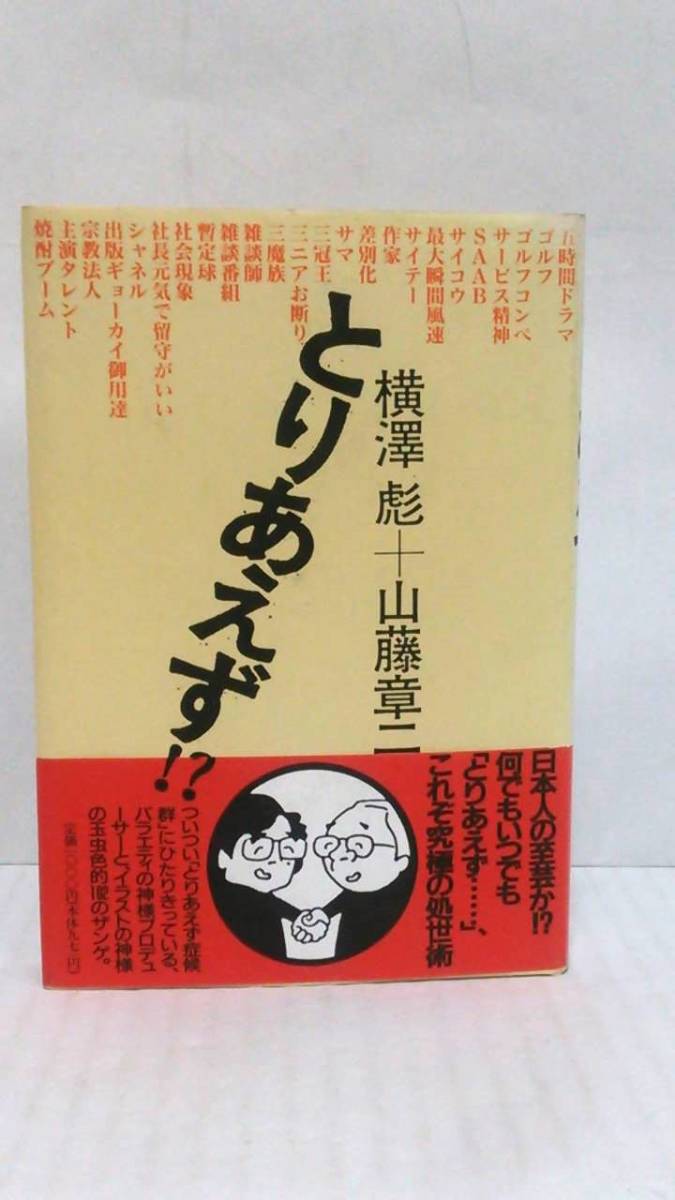 五時間ドラマ
ゴルフ
ゴルフコンペ
サービス精神
SAAB
サイコウ
最大瞬間風速
サイテー
作家
差別化
サマ
三冠王
三ニアお断り
三魔族
雑談師
雑談番組
暫定球
社会現象
社長元気で留守がいい
シャネル
出版ギョーカイ御用達
宗教法人
主演タレント
焼酎ブーム
横澤 彪+山藤章二
とりあえず!?
日本人の至芸か!?
何でもいつでも
「とりあえず……」、
これぞ究極の処世術
ついつい「とりあえず症候
群」にひたりきっている、
バラエティの神様プロデュ
ーサーと、イラストの神様
の玉虫色的
のザンゲ。